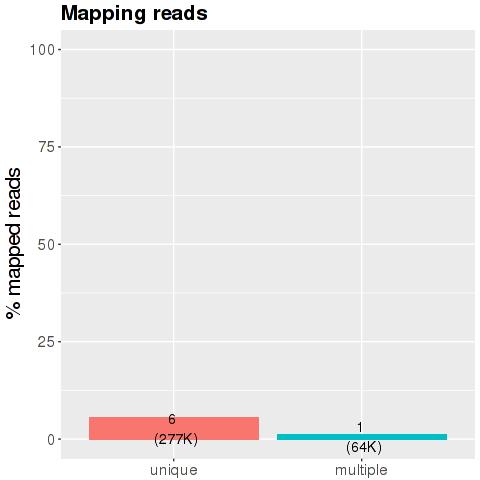 Mapping reads
% mapped reads
100
75
50
25
0
6
(277K)
1
(64K)
unique
multiple